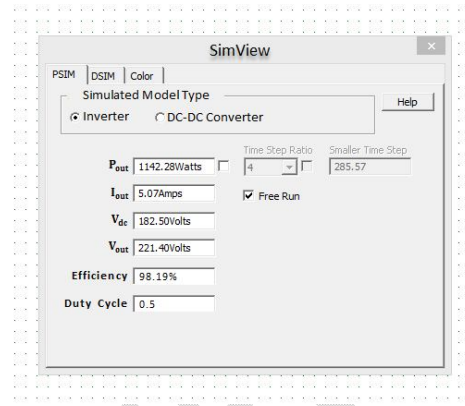 SimView
PSIM DSIM Color
Simulated Model Type
Inverter DC-DC Converter
Help
Time Step Ratio Smaller Time Step
Pout 1142.28Watts 4 285.57
Iout 5.07Amps Free Run
Vdc 182.50Volts
Vout 221.40Volts
Efficiency 98.19%
Duty Cycle 0.5